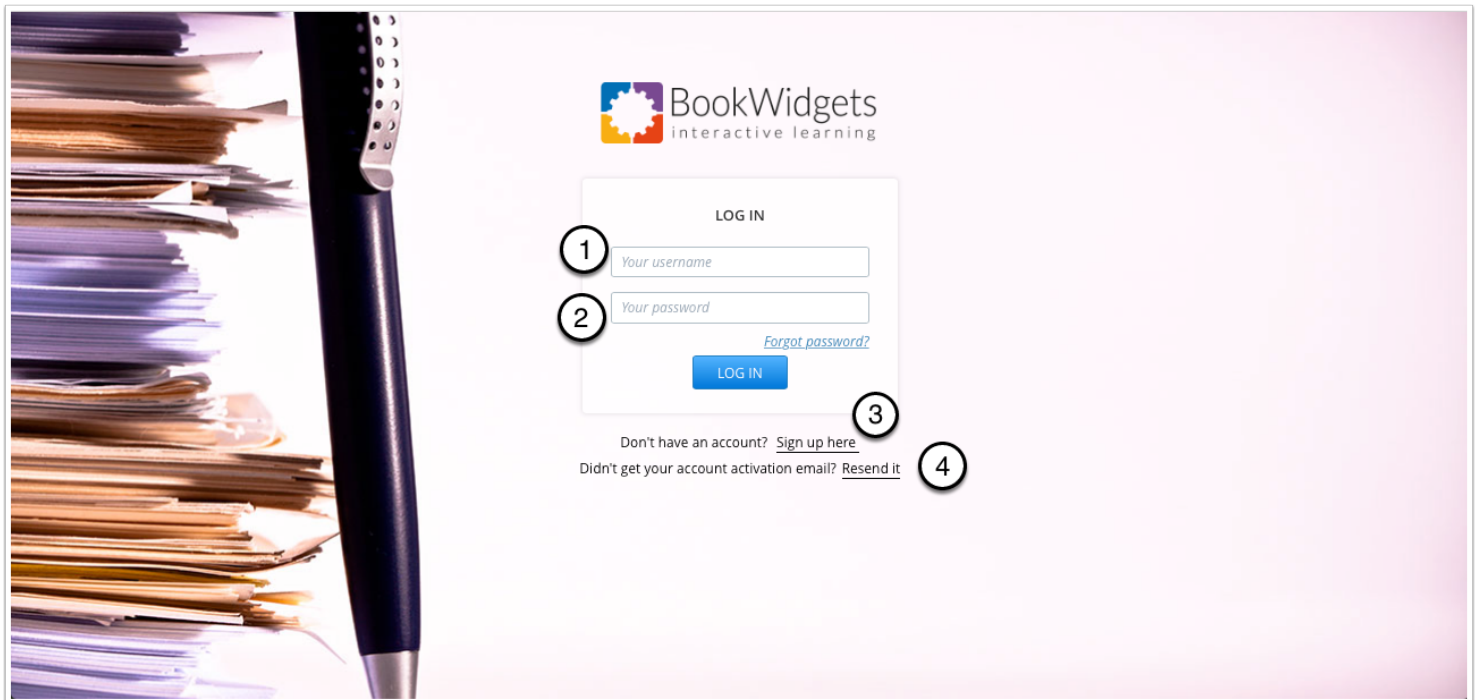 BookWidgets
interactive learning
LOG IN
1
Your username
2
Your password
Forgot password?
LOG IN
3
Don't have an account? Sign up here
Didn't get your account activation email? Resend it
4